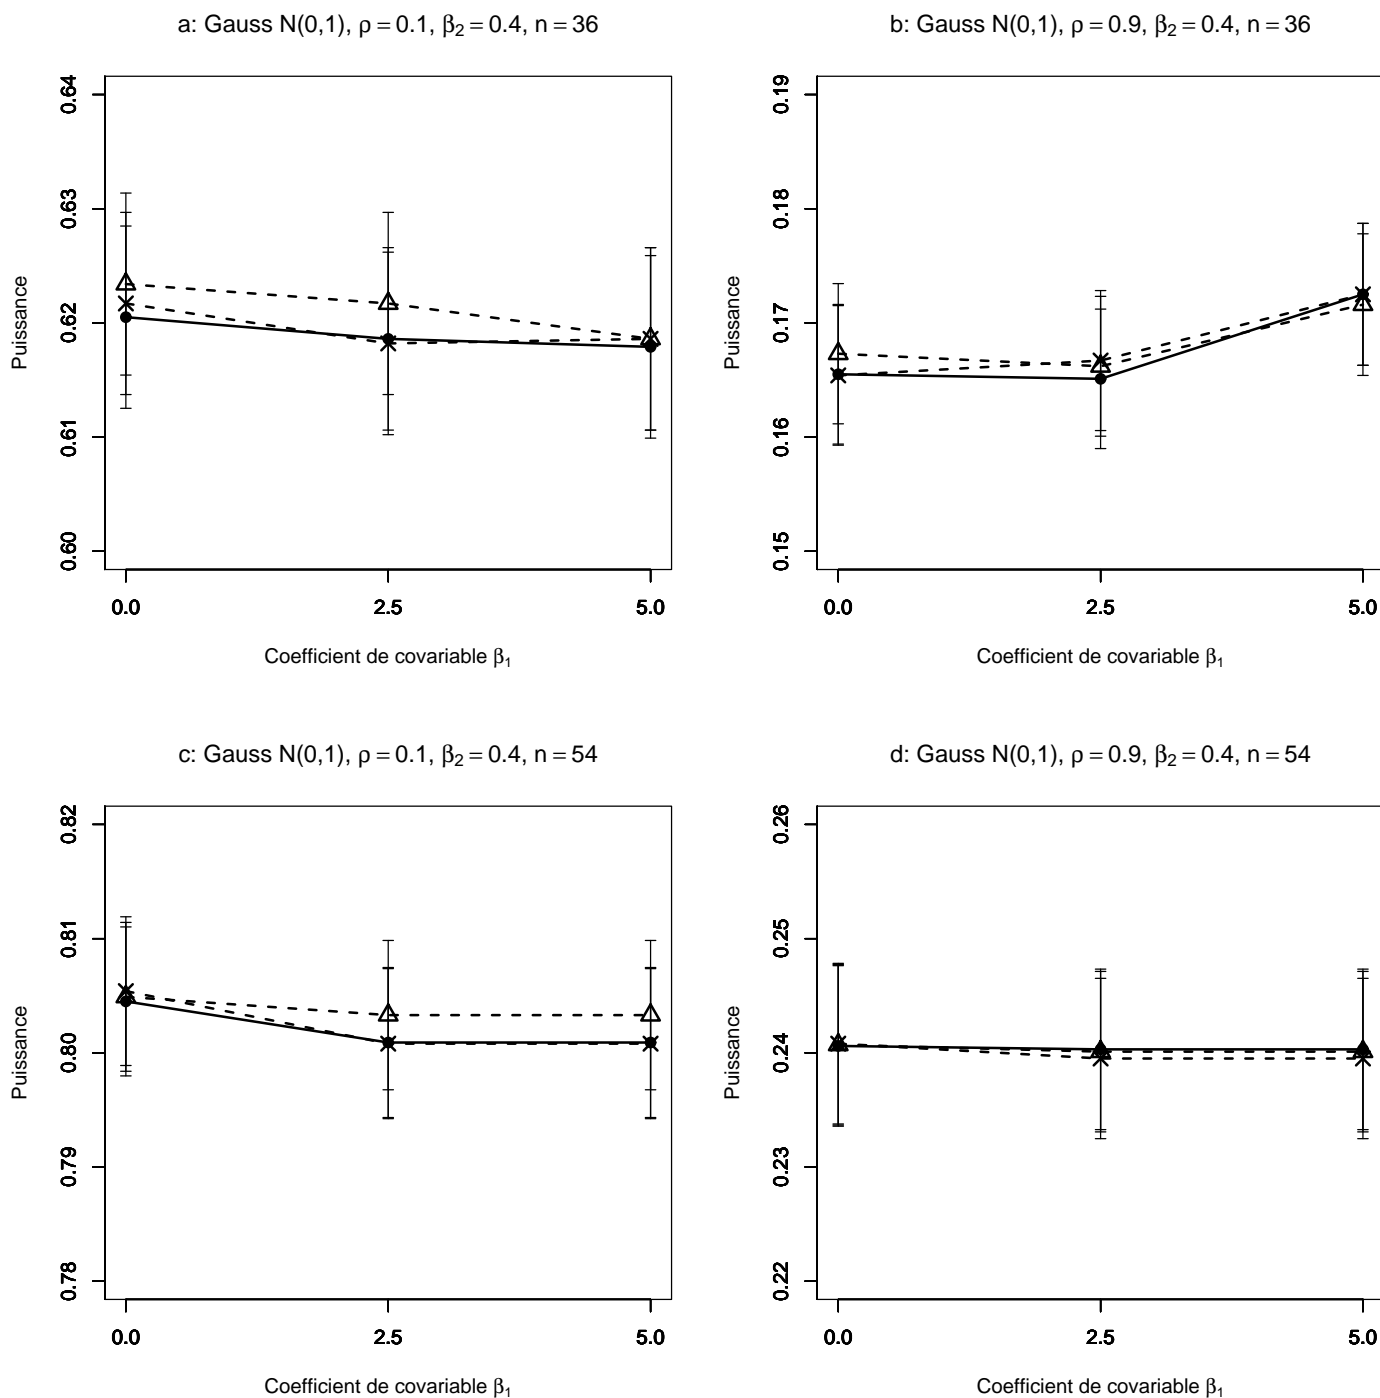 a: Gauss N(0,1), ρ = 0.1, β₂ = 0.4, n = 36
0.64
0.63
0.62
0.61
0.60
Puissance
0.0 2.5 5.0
Coefficient de covariable β₁
b: Gauss N(0,1), ρ = 0.9, β₂ = 0.4, n = 36
0.19
0.18
0.17
0.16
0.15
Puissance
0.0 2.5 5.0
Coefficient de covariable β₁
c: Gauss N(0,1), ρ = 0.1, β₂ = 0.4, n = 54
0.82
0.81
0.80
0.79
0.78
Puissance
0.0 2.5 5.0
Coefficient de covariable β₁
d: Gauss N(0,1), ρ = 0.9, β₂ = 0.4, n = 54
0.26
0.25
0.24
0.23
0.22
Puissance
0.0 2.5 5.0
Coefficient de covariable β₁